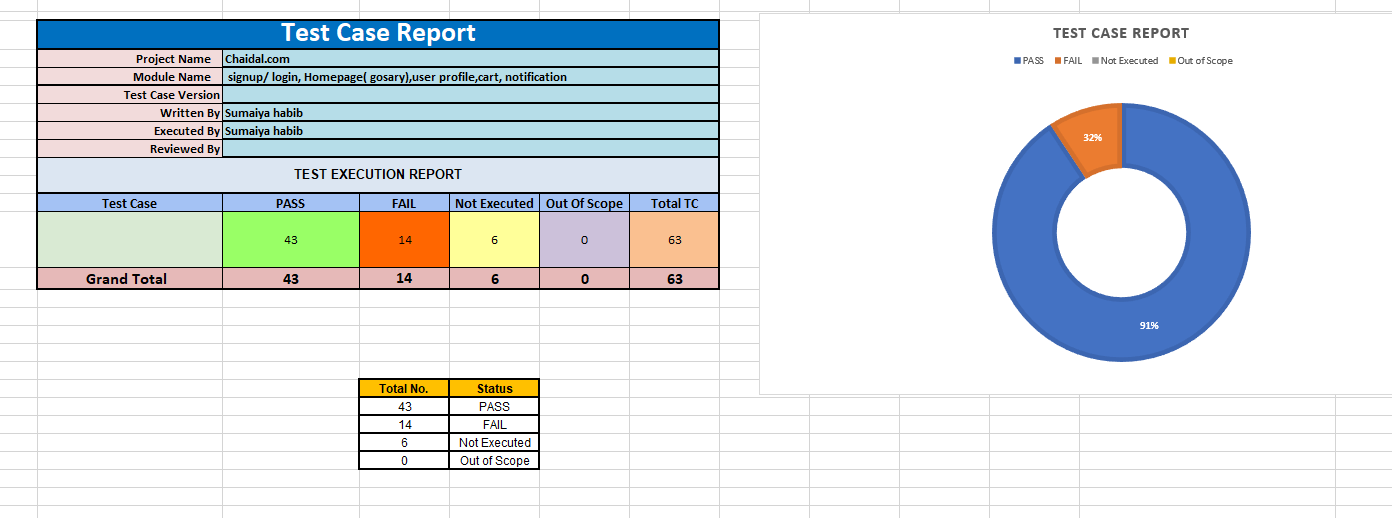 Test Case Report
Project Name Chaidal.com
Module Name signup/ login, Homepage( gosary),user profile,cart, notification
Test Case Version
Written By Sumaiya habib
Executed By Sumaiya habib
Reviewed By
TEST EXECUTION REPORT
Test Case PASS FAIL Not Executed Out Of Scope Total TC
43 14 6 0 63
Grand Total 43 14 6 0 63
Total No. Status
43 PASS
14 FAIL
6 Not Executed
0 Out of Scope
TEST CASE REPORT
PASS FAIL Not Executed Out of Scope
32%
91%